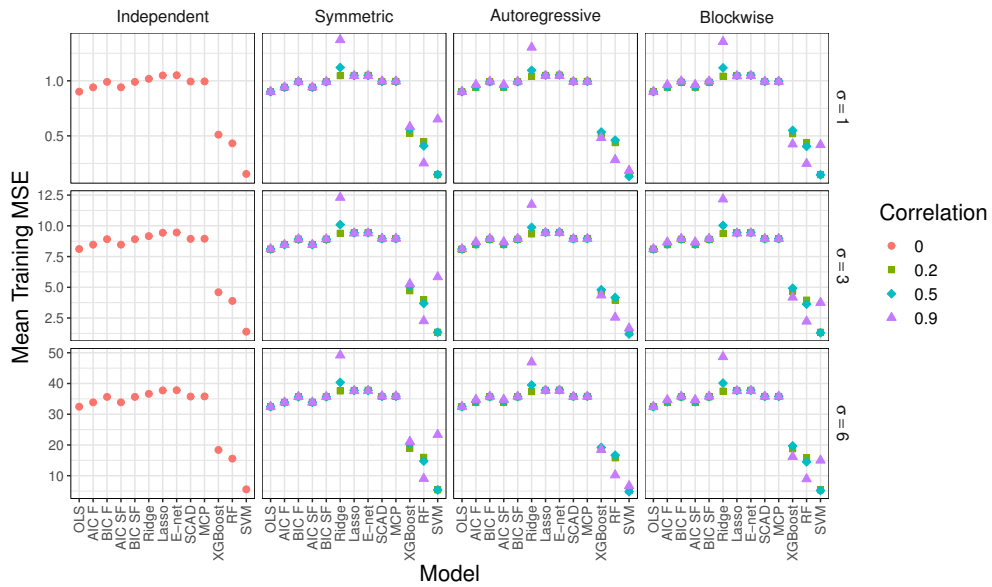 Independent Symmetric Autoregressive Blockwise
Mean Training MSE
1.0
0.5
σ = 1
12.5
10.0
7.5
5.0
2.5
σ = 3
50
40
30
20
10
σ = 6
OLS AIC F BIC F AIC SF BIC SF Ridge Lasso E−net SCAD MCP XGBoost RF SVM
OLS AIC F BIC F AIC SF BIC SF Ridge Lasso E−net SCAD MCP XGBoost RF SVM
OLS AIC F BIC F AIC SF BIC SF Ridge Lasso E−net SCAD MCP XGBoost RF SVM
OLS AIC F BIC F AIC SF BIC SF Ridge Lasso E−net SCAD MCP XGBoost RF SVM
Model
Correlation
0
0.2
0.5
0.9